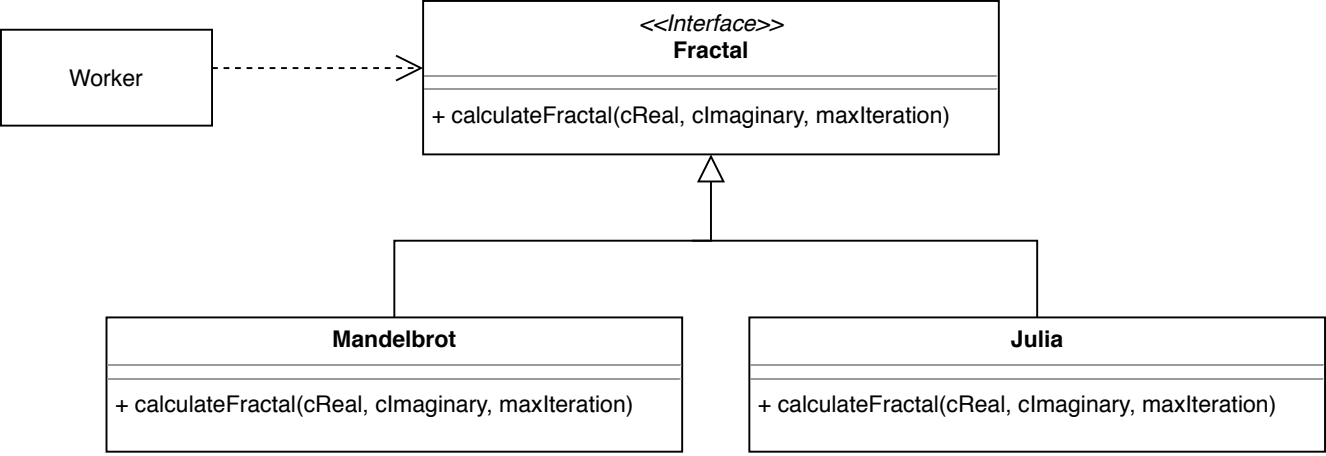 <<Interface>>
Fractal
Worker
+ calculateFractal(cReal, cImaginary, maxIteration)
Mandelbrot
+ calculateFractal(cReal, cImaginary, maxIteration)
Julia
+ calculateFractal(cReal, cImaginary, maxIteration)